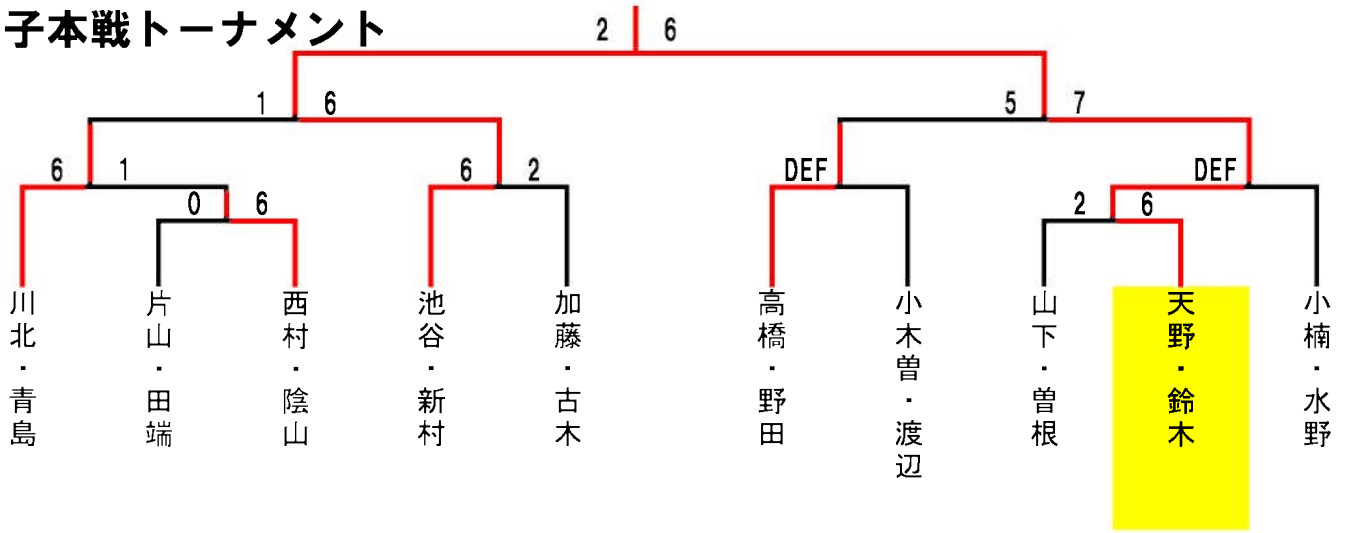 子本戦トーナメント
2 6
1 6
5 7
6 1
6 2
DEF
DEF
0 6
2 6
川北・青島
片山・田端
西村・陰山
池谷・新村
加藤・古木
高橋・野田
小木曽・渡辺
山下・曽根
天野・鈴木
小楠・水野